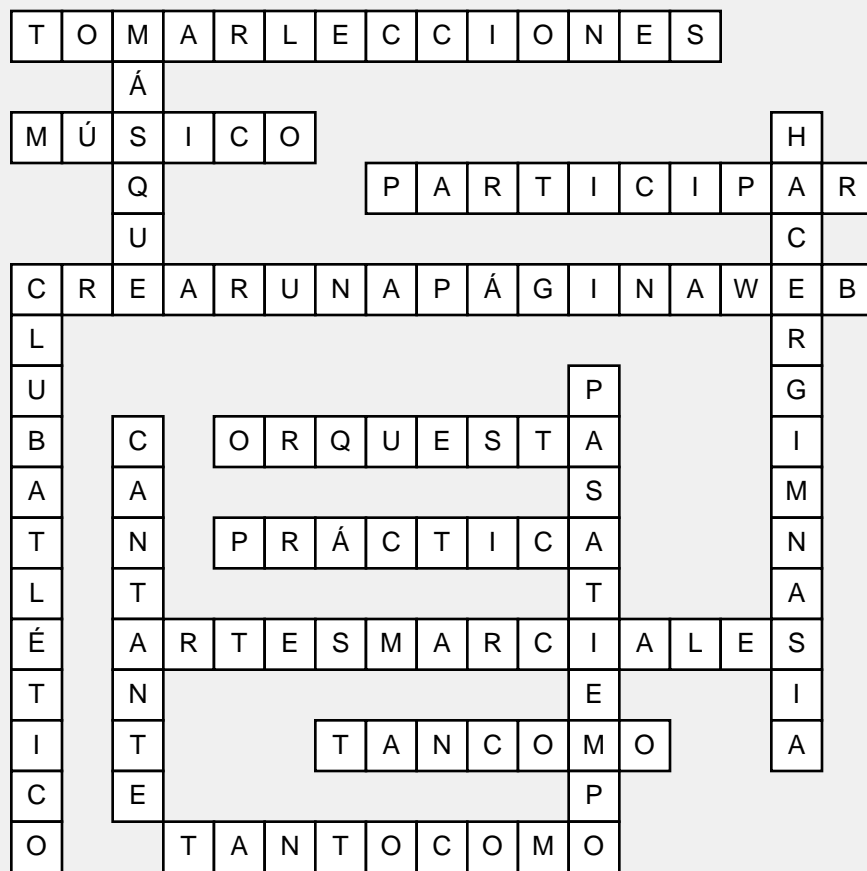 TOMARLECCIONES
MÁSQUE
MÚSICO
HACERGIMNASIA
PARTICIPAR
CREARUNAPÁGINAWEB
CLUBATLÉTICO
PASATIEMPO
CANTANTE
ORQUESTA
PRÁCTICA
ARTESMARCIALES
TANCOMO
TANTOCOMO